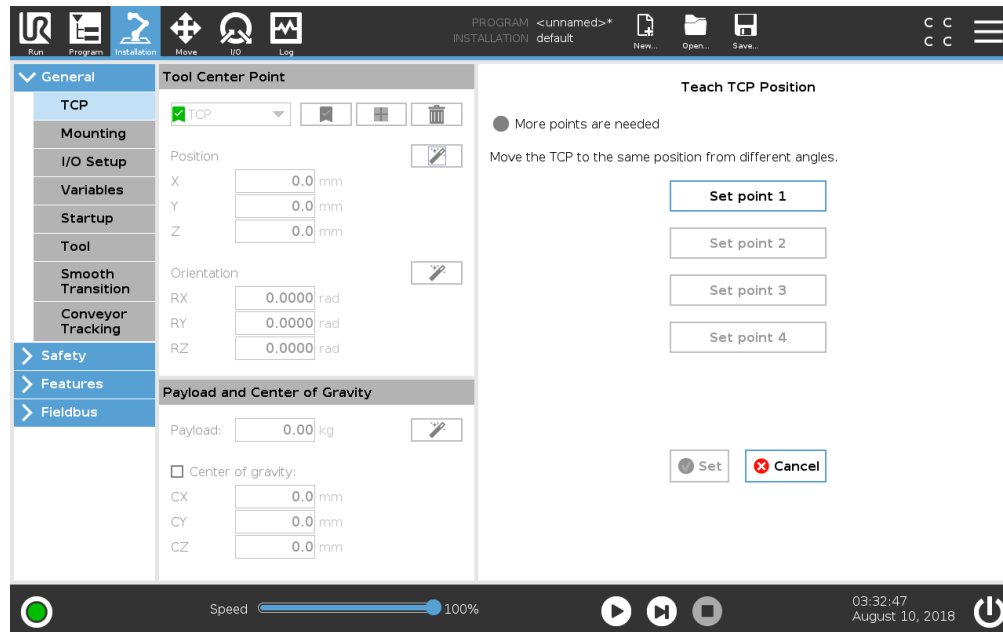 UR
Run
Program
Installation
Move
I/O
Log
PROGRAM <unnamed>*
INSTALLATION default
New...
Open...
Save...
C C
C C
General
TCP
Mounting
I/O Setup
Variables
Startup
Tool
Smooth
Transition
Conveyor
Tracking
Safety
Features
Fieldbus
Tool Center Point
TCP
Position
X 0.0 mm
Y 0.0 mm
Z 0.0 mm
Orientation
RX 0.0000 rad
RY 0.0000 rad
RZ 0.0000 rad
Payload and Center of Gravity
Payload: 0.00 kg
Center of gravity:
CX 0.0 mm
CY 0.0 mm
CZ 0.0 mm
Teach TCP Position
More points are needed
Move the TCP to the same position from different angles.
Set point 1
Set point 2
Set point 3
Set point 4
Set
Cancel
Speed 100%
03:32:47
August 10, 2018